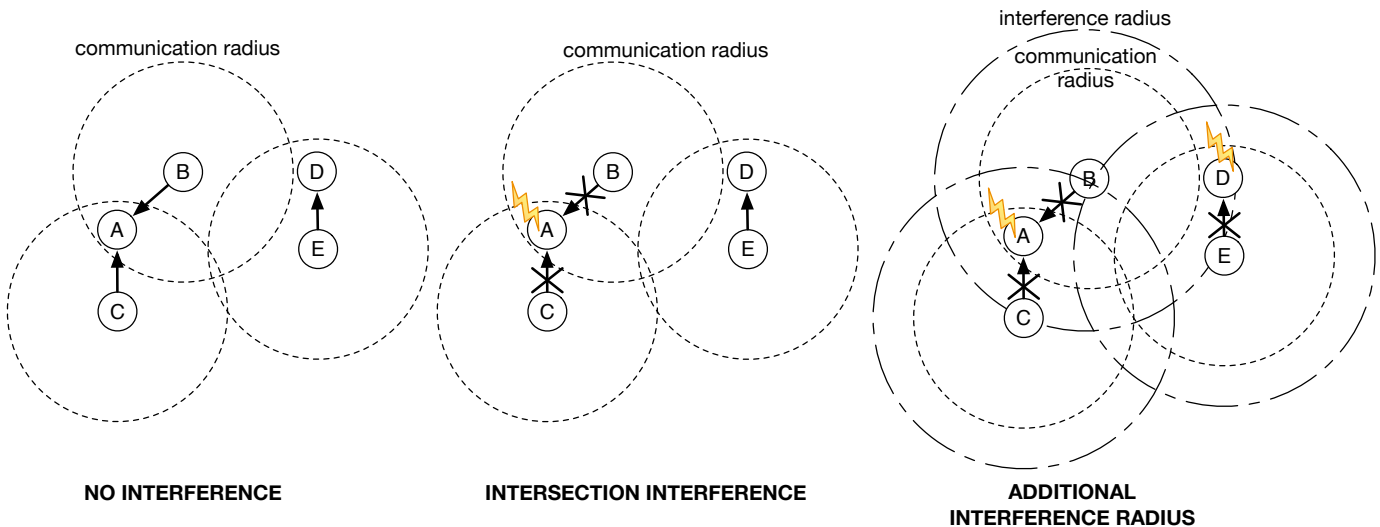 communication radius
B
D
A
E
C
NO INTERFERENCE
communication radius
B
D
A
E
C
INTERSECTION INTERFERENCE
interference radius
communication
radius
B
D
A
E
C
ADDITIONAL
INTERFERENCE RADIUS